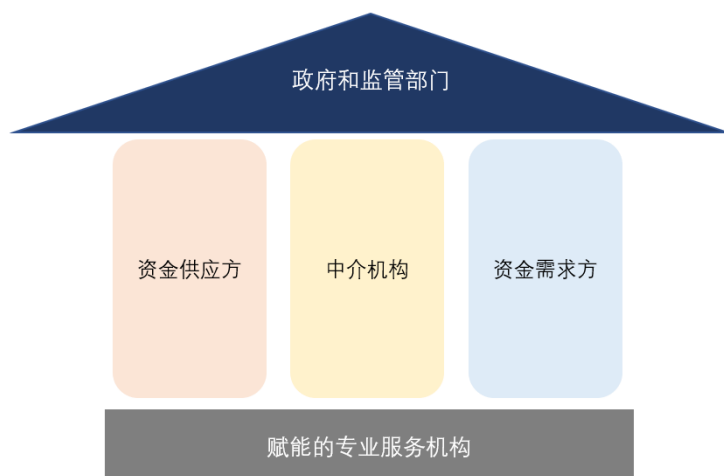 政府和监管部门
资金供应方
中介机构
资金需求方
赋能的专业服务机构